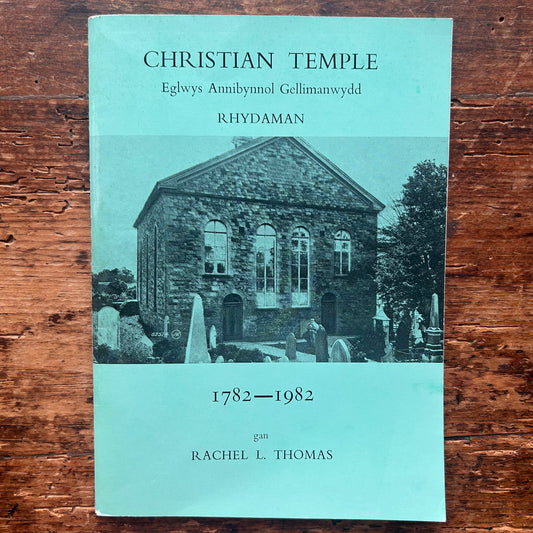 CHRISTIAN TEMPLE
Eglwys Annibynnol Gellimanwydd
RHYDAMAN
1782—1982
gan
RACHEL L. THOMAS